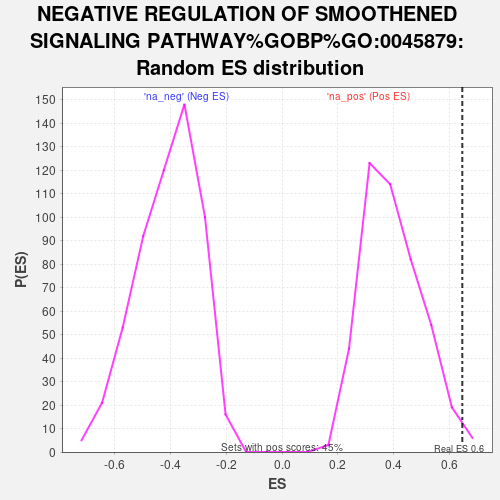 NEGATIVE REGULATION OF SMOOTHENED
SIGNALING PATHWAY%GOBP%GO:0045879:
Random ES distribution
'na_neg' (Neg ES)
'na_pos' (Pos ES)
150
140
130
120
110
100
90
80
70
60
50
40
30
20
10
0
P(ES)
Sets with pos scores: 45%
Real ES 0.6
-0.6
-0.4
-0.2
0.0
0.2
0.4
0.6
ES